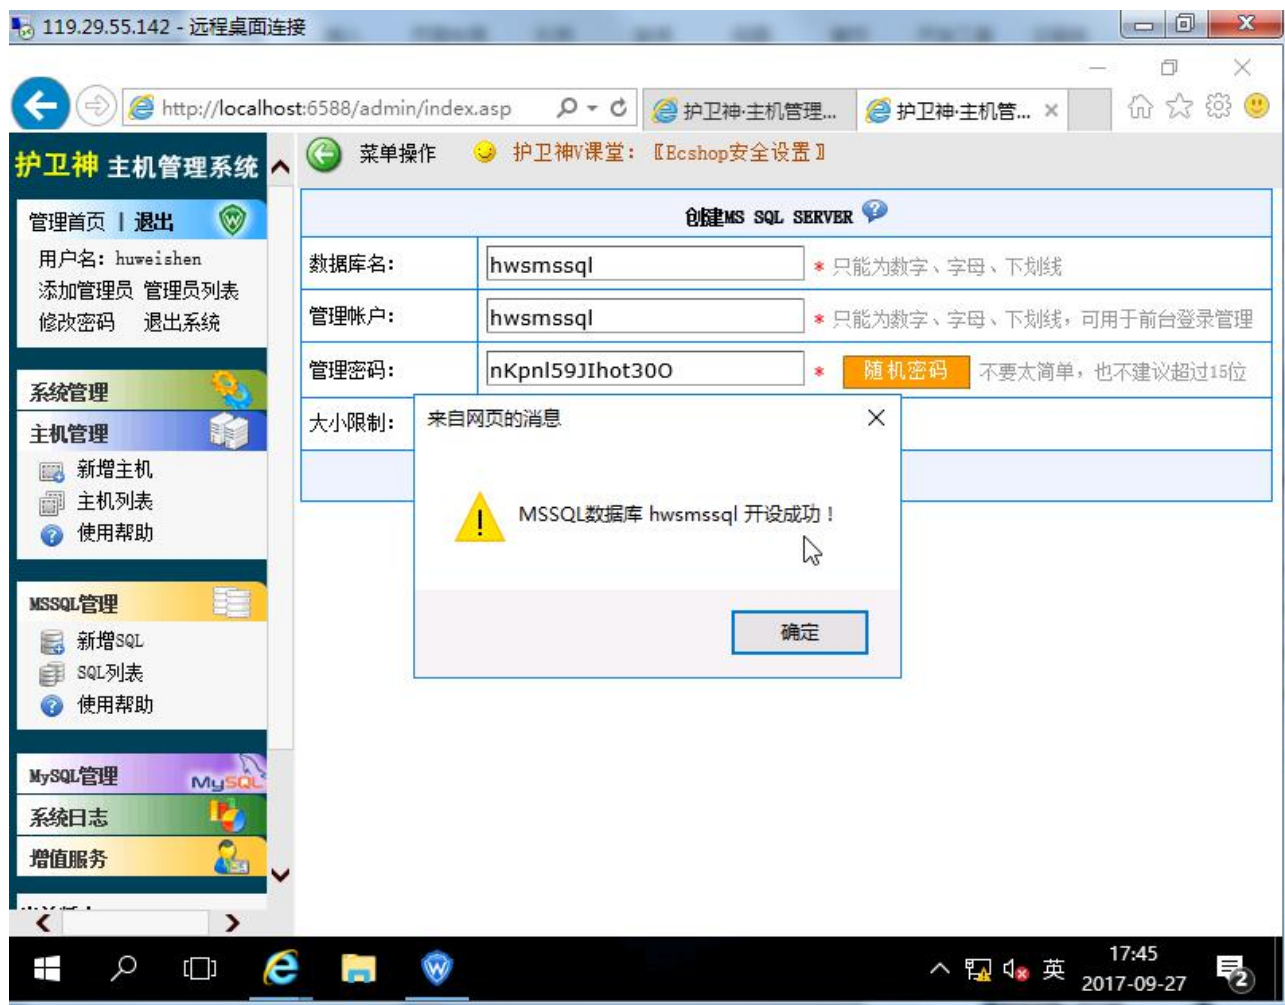 119.29.55.142 - 远程桌面连接
http://localhost:6588/admin/index.asp
护卫神·主机管理...
护卫神·主机管...
护卫神 主机管理系统
菜单操作
护卫神V课堂：〖Ecshop安全设置〗
管理首页 | 退出
用户名：huweishen
添加管理员 管理员列表
修改密码 退出系统
系统管理
主机管理
新增主机
主机列表
使用帮助
MSSQL管理
新增SQL
SQL列表
使用帮助
MySQL管理
MySQL
系统日志
增值服务
创建MS SQL SERVER
数据库名：
hwsmssql
* 只能为数字、字母、下划线
管理帐户：
hwsmssql
* 只能为数字、字母、下划线，可用于前台登录管理
管理密码：
nKpnl59JIhot30O
* 随机密码 不要太简单，也不建议超过15位
大小限制：
来自网页的消息
MSSQL数据库 hwsmssql 开设成功！
确定
英
17:45
2017-09-27
2